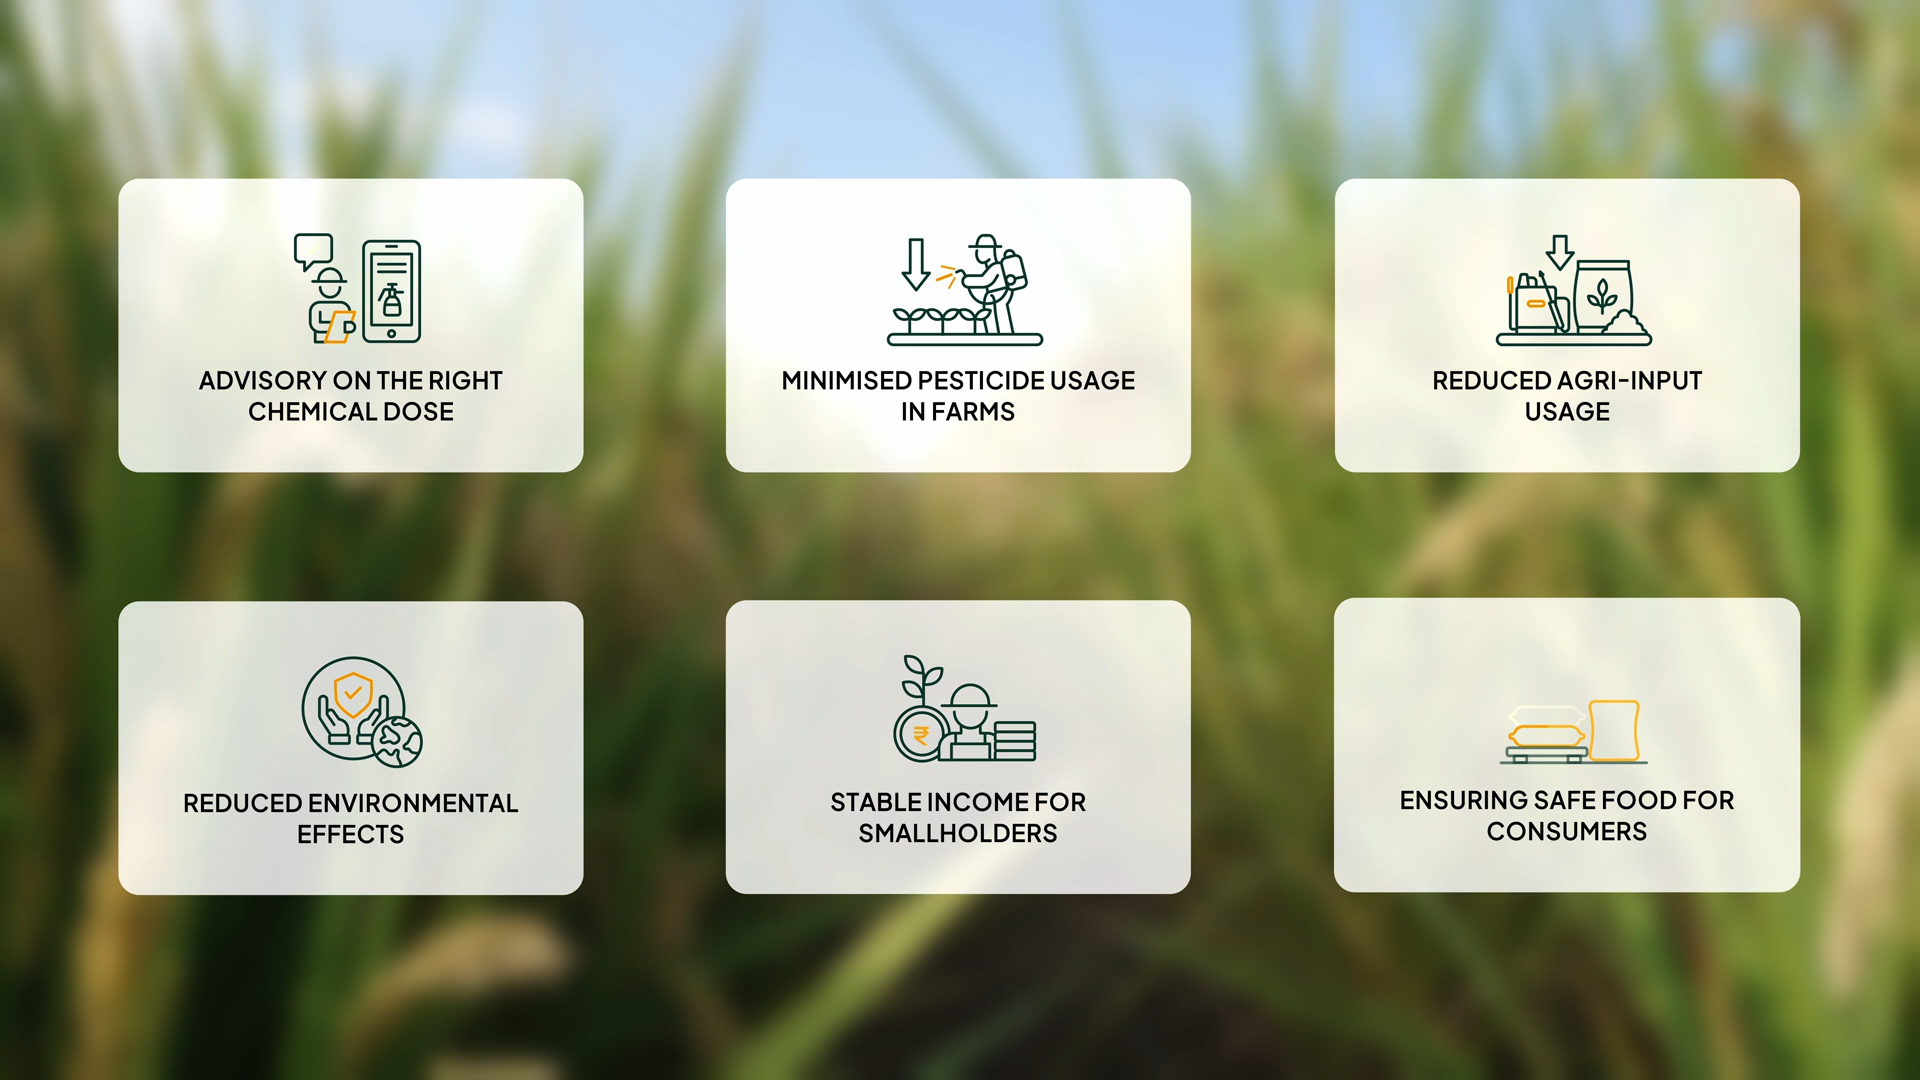 ADVISORY ON THE RIGHT
CHEMICAL DOSE
MINIMISED PESTICIDE USAGE
IN FARMS
REDUCED AGRI-INPUT
USAGE
REDUCED ENVIRONMENTAL
EFFECTS
₹
STABLE INCOME FOR
SMALLHOLDERS
ENSURING SAFE FOOD FOR
CONSUMERS